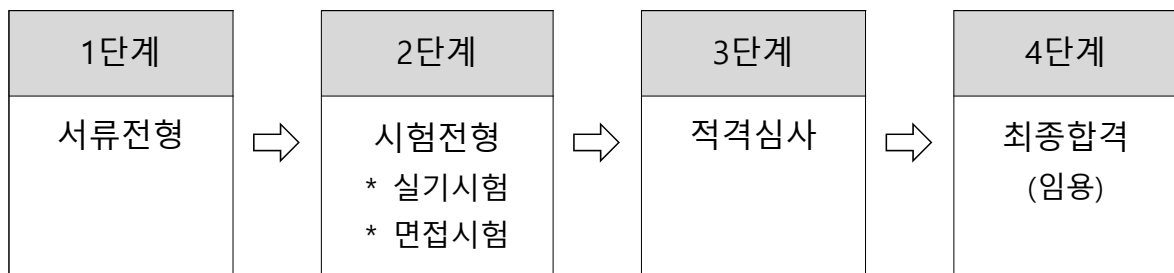 1단계
서류전형
2단계
시험전형
* 실기시험
* 면접시험
3단계
적격심사
4단계
최종합격
(임용)